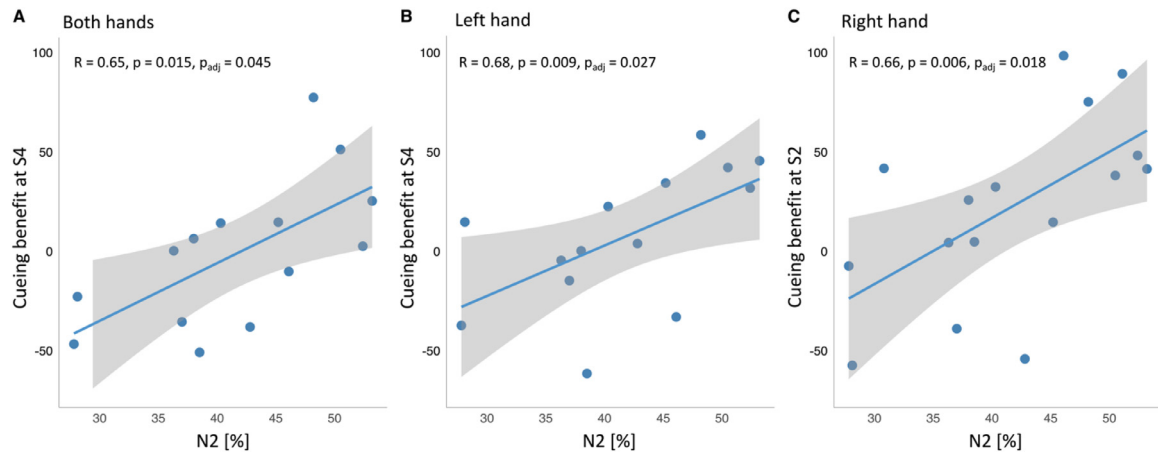 A Both hands
R = 0.65, p = 0.015, padj = 0.045
Cueing benefit at S4
100
50
0
-50
30 35 40 45 50
N2 [%]
B Left hand
R = 0.68, p = 0.009, padj = 0.027
Cueing benefit at S4
100
50
0
-50
30 35 40 45 50
N2 [%]
C Right hand
R = 0.66, p = 0.006, padj = 0.018
Cueing benefit at S2
100
50
0
-50
30 35 40 45 50
N2 [%]